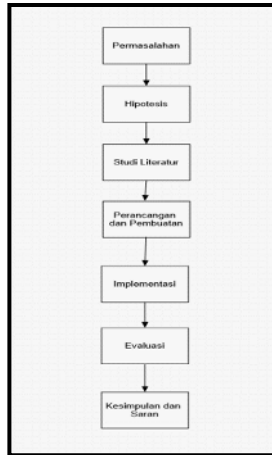 Permasalahan
Hipotesis
Studi Literatur
Perancangan
dan Pembuatan
Implementasi
Evaluasi
Kesimpulan dan
Saran